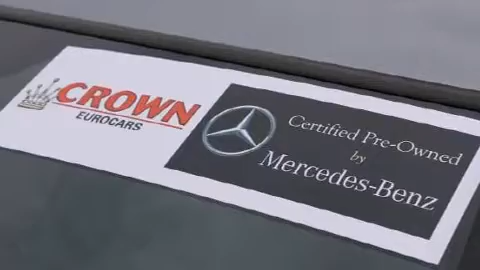 CROWN
EUROCARS
Certified Pre-Owned
by
Mercedes-Benz